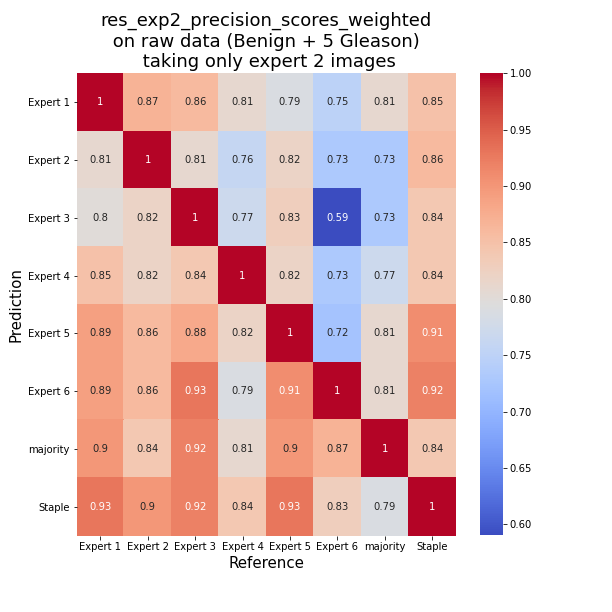 res_exp2_precision_scores_weighted
on raw data (Benign + 5 Gleason)
taking only expert 2 images
Prediction
Expert 1 1 0.87 0.86 0.81 0.79 0.75 0.81 0.85
Expert 2 0.81 1 0.81 0.76 0.82 0.73 0.73 0.86
Expert 3 0.8 0.82 1 0.77 0.83 0.59 0.73 0.84
Expert 4 0.85 0.82 0.84 1 0.82 0.73 0.77 0.84
Expert 5 0.89 0.86 0.88 0.82 1 0.72 0.81 0.91
Expert 6 0.89 0.86 0.93 0.79 0.91 1 0.81 0.92
majority 0.9 0.84 0.92 0.81 0.9 0.87 1 0.84
Staple 0.93 0.9 0.92 0.84 0.93 0.83 0.79 1
Expert 1 Expert 2 Expert 3 Expert 4 Expert 5 Expert 6 majority Staple
Reference
1.00
0.95
0.90
0.85
0.80
0.75
0.70
0.65
0.60